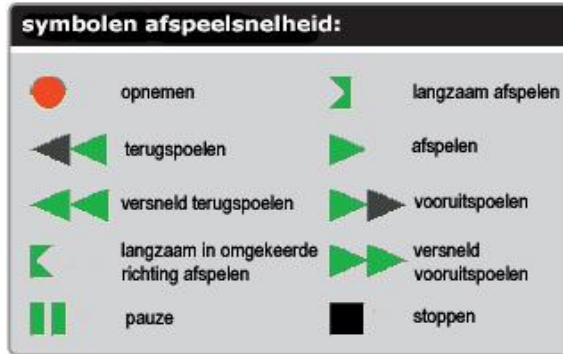 symbolen afspeelsnelheid:
opnemen
langzaam afspelen
terugspoelen
afspelen
versneld terugspoelen
vooruitspoelen
langzaam in omgekeerde
richting afspelen
versneld
vooruitspoelen
pauze
stoppen